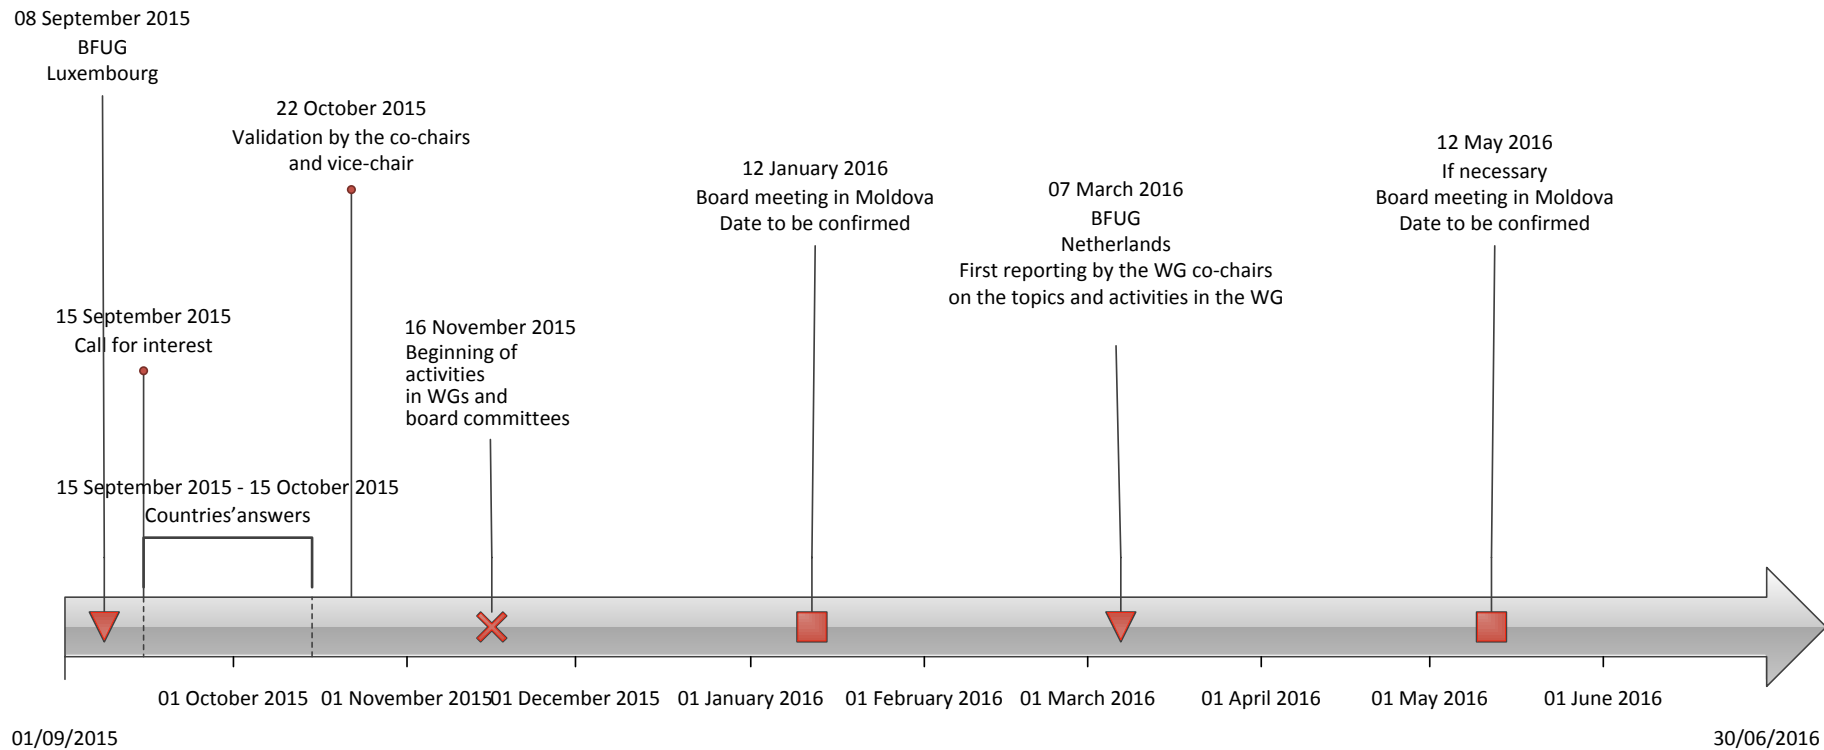 08 September 2015
BFUG
Luxembourg
22 October 2015
Validation by the co-chairs
and vice-chair
12 January 2016
Board meeting in Moldova
Date to be confirmed
07 March 2016
BFUG
Netherlands
First reporting by the WG co-chairs
on the topics and activities in the WG
12 May 2016
If necessary
Board meeting in Moldova
Date to be confirmed
15 September 2015
Call for interest
16 November 2015
Beginning of
activities
in WGs and
board committees
15 September 2015 - 15 October 2015
Countries'answers
01 October 2015
01 November 2015
01 December 2015
01 January 2016
01 February 2016
01 March 2016
01 April 2016
01 May 2016
01 June 2016
01/09/2015
30/06/2016